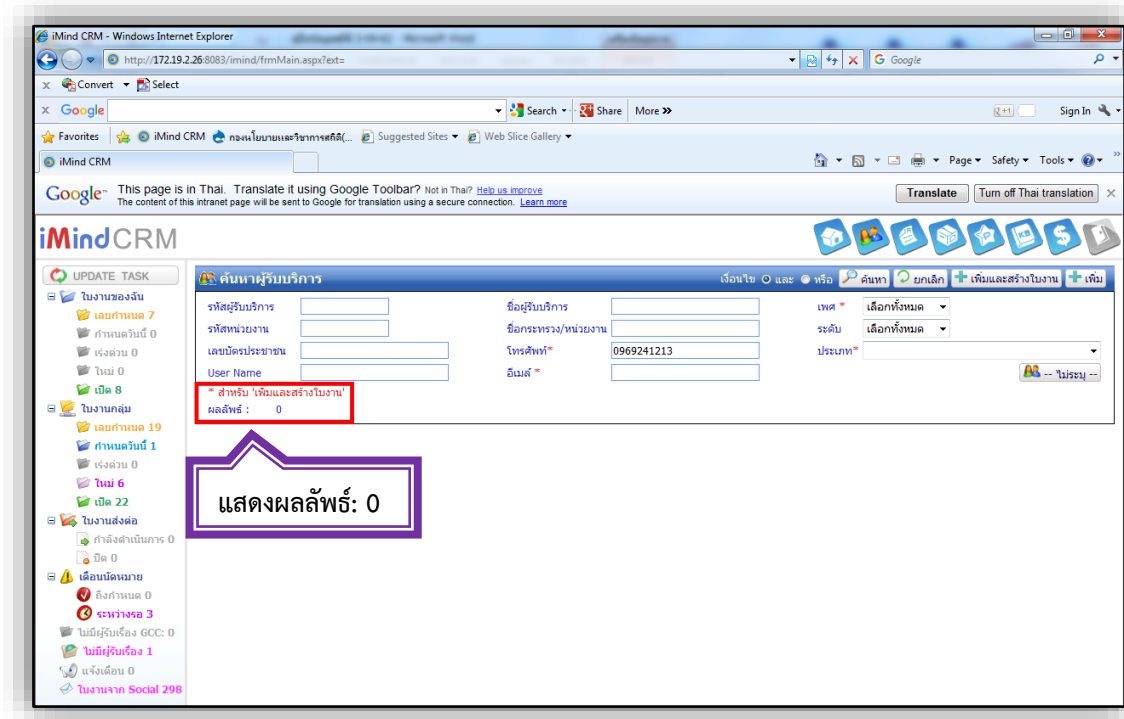 iMind CRM - Windows Internet Explorer
http://172.19.2.26:8083/imind/frmMain.aspx?ext=
Google
x Convert Select
x Google Search Share More » Sign In
Favorites iMind CRM กองนโยบายและวิชาการสถิติ(... Suggested Sites Web Slice Gallery
iMind CRM Page Safety Tools
Google This page is in Thai. Translate it using Google Toolbar? Not in Thai? Help us improve Translate Turn off Thai translation
The content of this intranet page will be sent to Google for translation using a secure connection. Learn more
iMindCRM
UPDATE TASK
ใบงานของฉัน
เลยกำหนด 7
กำหนดวันนี้ 0
เร่งด่วน 0
ใหม่ 0
เปิด 8
ใบงานกลุ่ม
เลยกำหนด 19
กำหนดวันนี้ 1
เร่งด่วน 0
ใหม่ 6
เปิด 22
ใบงานส่งต่อ
กำลังดำเนินการ 0
ปิด 0
เตือนนัดหมาย
ถึงกำหนด 0
ระหว่างรอ 3
ไม่มีผู้รับเรื่อง GCC: 0
ไม่มีผู้รับเรื่อง 1
แจ้งเตือน 0
ใบงานจาก Social 298
ค้นหาผู้รับบริการ เงื่อนไข และ หรือ ค้นหา ยกเลิก เพิ่มและสร้างใบงาน เพิ่ม
รหัสผู้รับบริการ ชื่อผู้รับบริการ เพศ * เลือกทั้งหมด
รหัสหน่วยงาน ชื่อกระทรวง/หน่วยงาน ระดับ เลือกทั้งหมด
เลขบัตรประชาชน โทรศัพท์* 0969241213 ประเภท*
User Name อีเมล์ * -- ไม่ระบุ --
* สำหรับ 'เพิ่มและสร้างใบงาน'
ผลลัพธ์ : 0
แสดงผลลัพธ์: 0